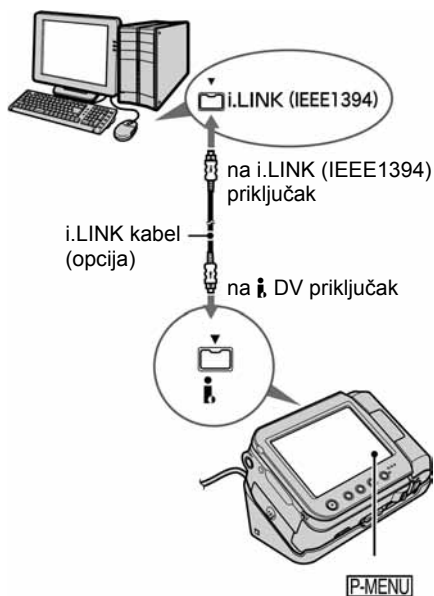 i.LINK (IEEE1394)
na i.LINK (IEEE1394)
priključak
i.LINK kabel
(opcija)
na i DV priključak
i
P-MENU